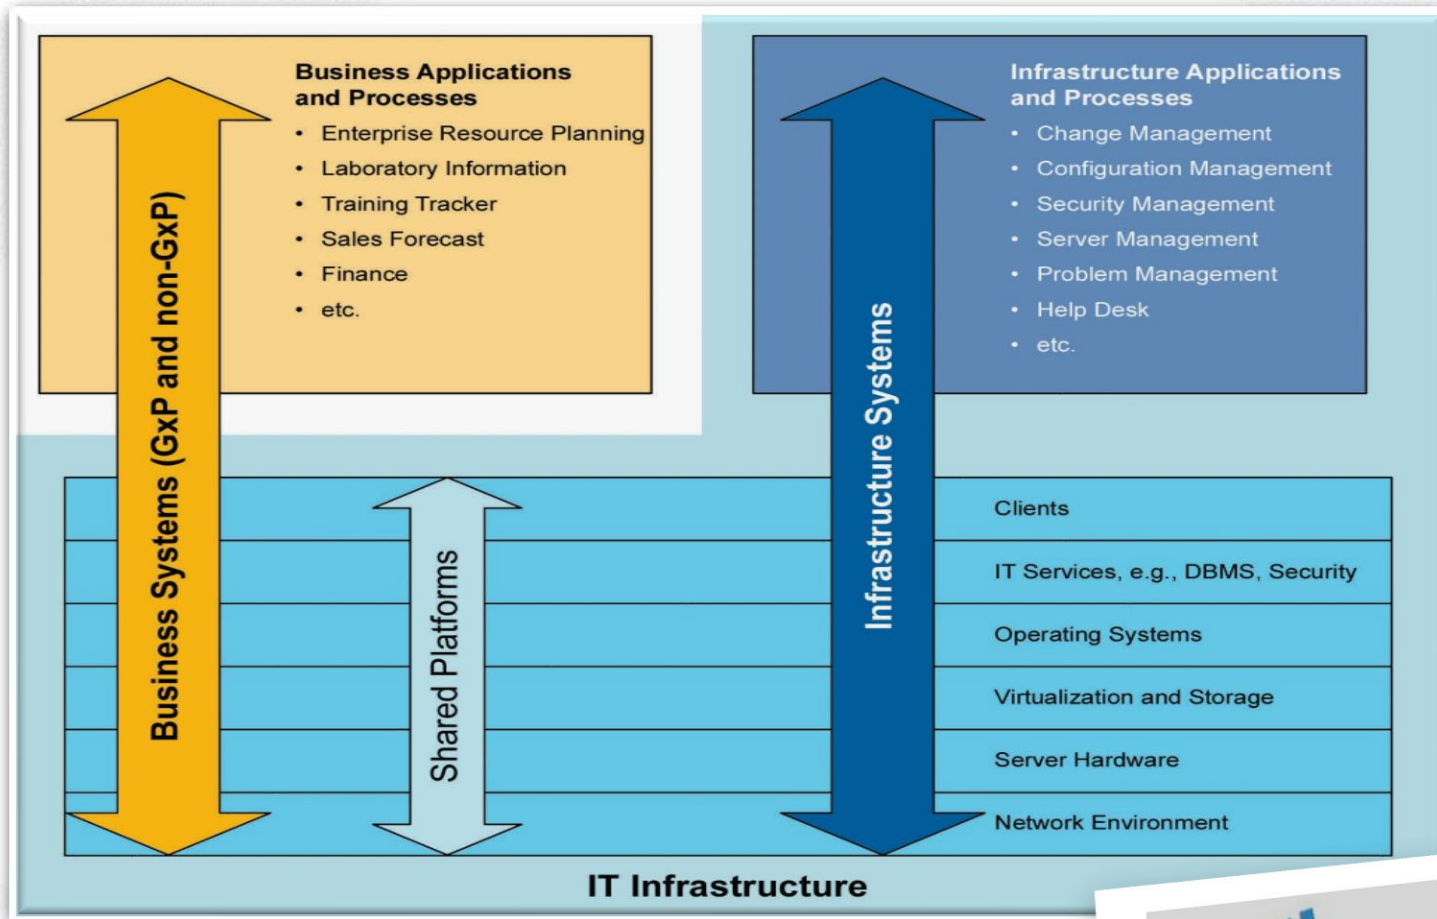 Business Applications
and Processes
• Enterprise Resource Planning
• Laboratory Information
• Training Tracker
• Sales Forecast
• Finance
• etc.
Business Systems (GxP and non-GxP)
Infrastructure Applications
and Processes
• Change Management
• Configuration Management
• Security Management
• Server Management
• Problem Management
• Help Desk
• etc.
Infrastructure Systems
Shared Platforms
Clients
IT Services, e.g., DBMS, Security
Operating Systems
Virtualization and Storage
Server Hardware
Network Environment
IT Infrastructure